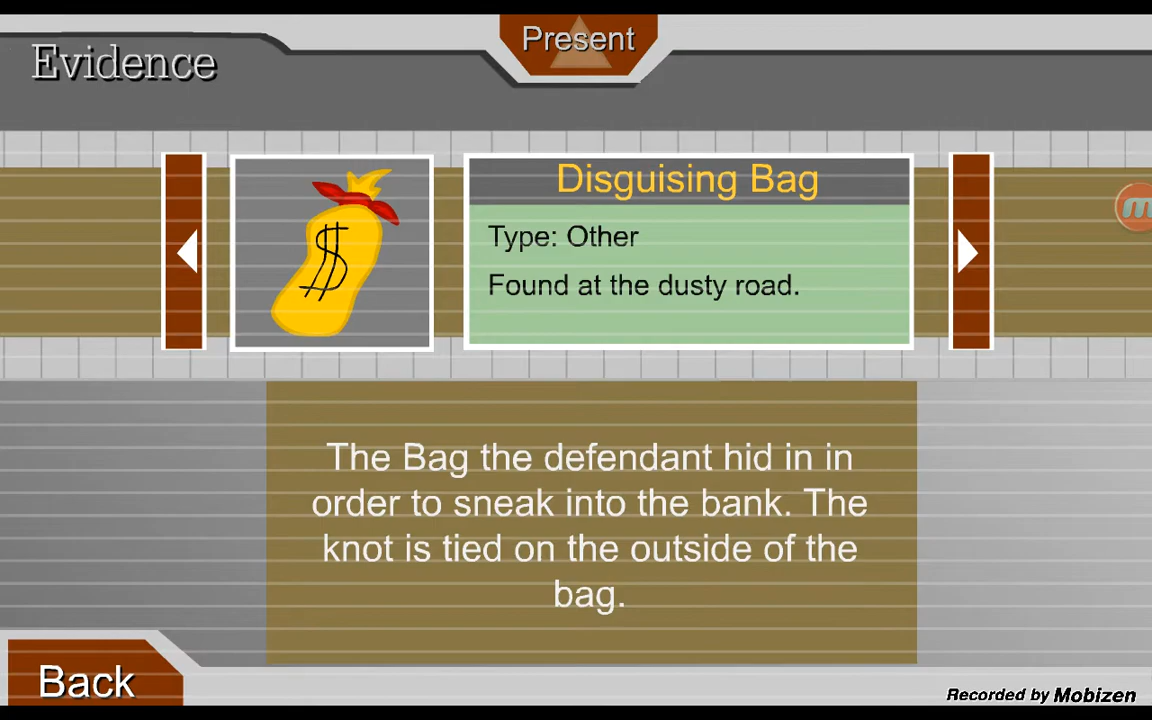 Present
Evidence
Disguising Bag
Type: Other
Found at the dusty road.
$
The Bag the defendant hid in in
order to sneak into the bank. The
knot is tied on the outside of the
bag.
Back
Recorded by Mobizen